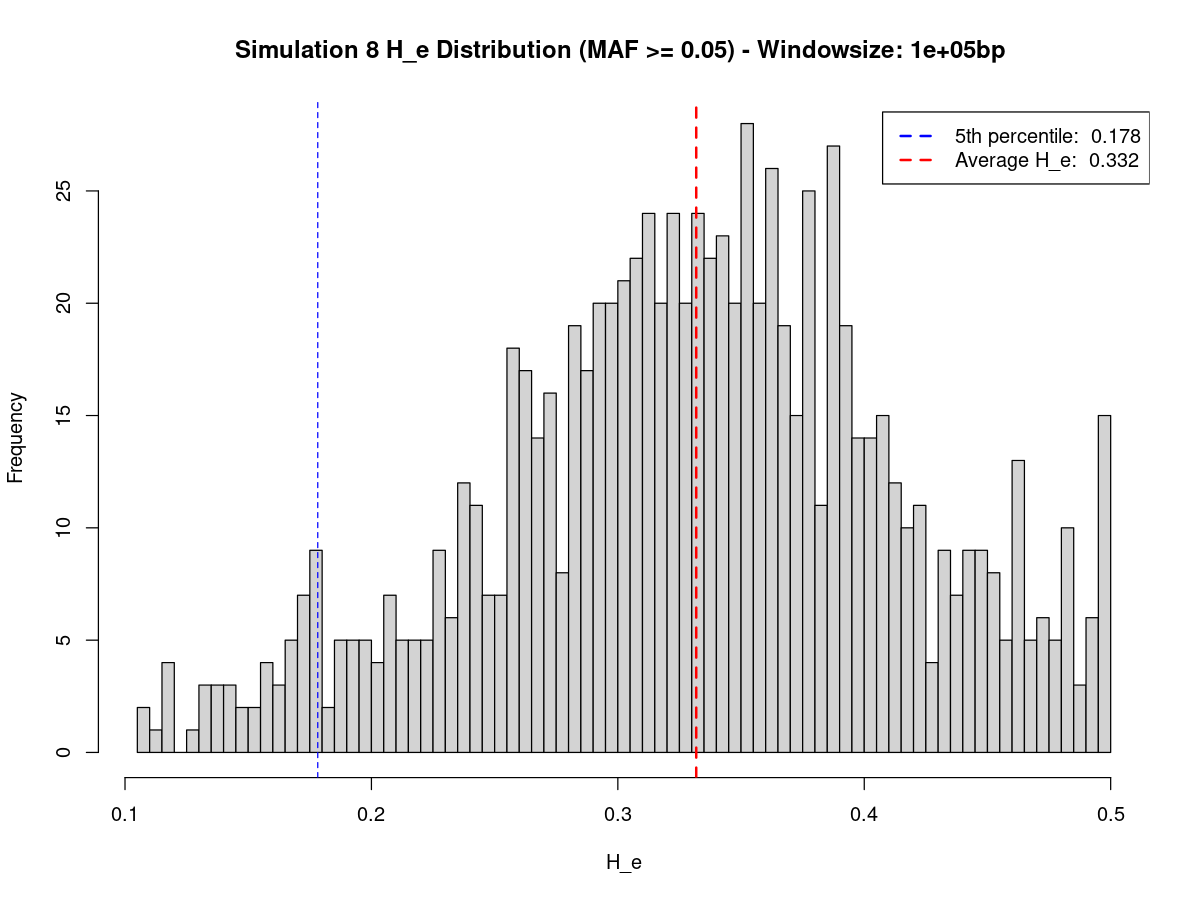 Simulation 8 H_e Distribution (MAF >= 0.05) - Windowsize: 1e+05bp
5th percentile: 0.178
Average H_e: 0.332
Frequency
25
20
15
10
5
0
0.1 0.2 0.3 0.4 0.5
H_e